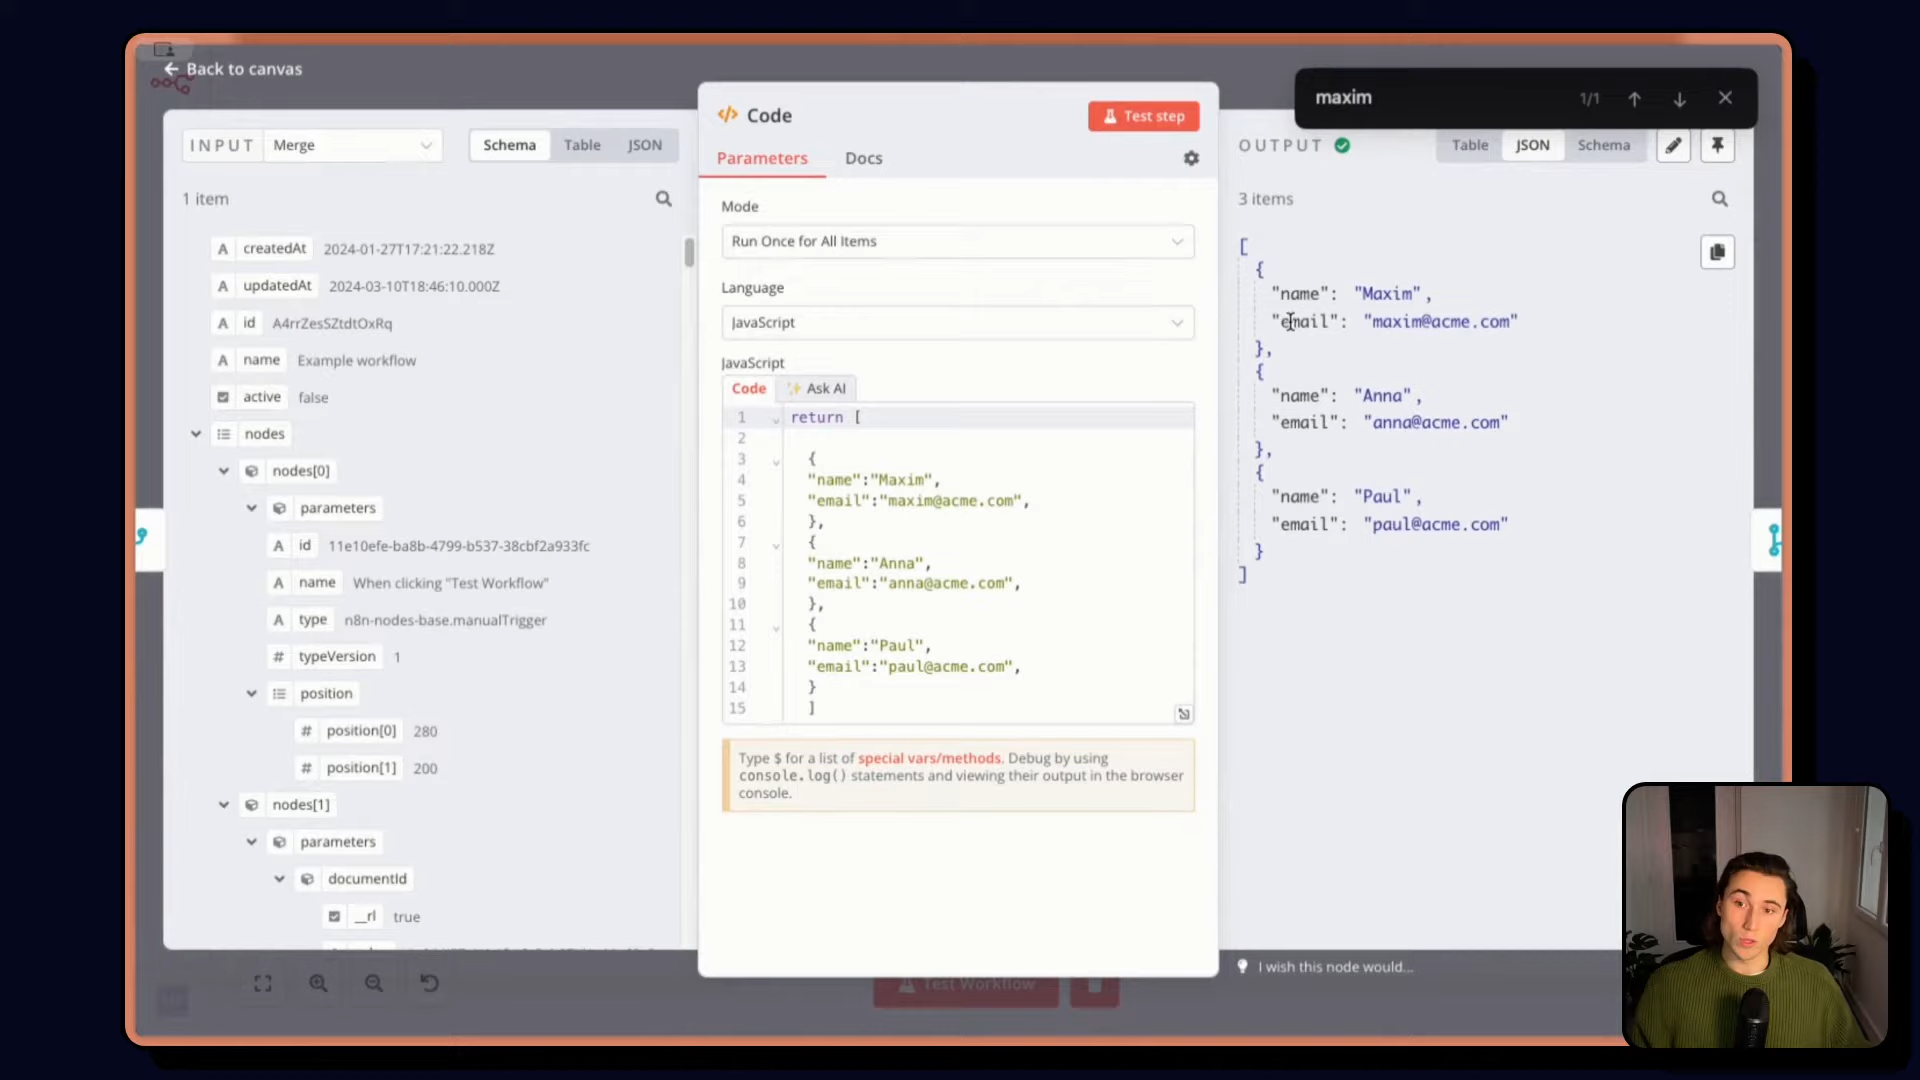 Back to canvas
maxim
1/1
INPUT
Merge
Schema
Table
JSON
1 item
A createdAt 2024-01-27T17:21:22.218Z
A updatedAt 2024-03-10T18:46:10.000Z
A id A4rrZesSZtdtOxRq
A name Example workflow
active false
nodes
nodes[0]
parameters
A id 11e10efe-ba8b-4799-b537-38cbf2a933fc
A name When clicking "Test Workflow"
A type n8n-nodes-base.manualTrigger
# typeVersion 1
position
# position[0] 280
# position[1] 200
nodes[1]
parameters
documentId
__rl true
Code
Test step
Parameters
Docs
Mode
Run Once for All Items
Language
JavaScript
JavaScript
Code
Ask AI
1 return [
2
3 {
4 "name":"Maxim",
5 "email":"maxim@acme.com",
6 },
7 {
8 "name":"Anna",
9 "email":"anna@acme.com",
10 },
11 {
12 "name":"Paul",
13 "email":"paul@acme.com",
14 }
15 ]
Type $ for a list of special vars/methods. Debug by using
console.log() statements and viewing their output in the browser
console.
Test Workflow
OUTPUT
Table
JSON
Schema
3 items
[
{
"name": "Maxim",
"email": "maxim@acme.com"
},
{
"name": "Anna",
"email": "anna@acme.com"
},
{
"name": "Paul",
"email": "paul@acme.com"
}
]
I wish this node would...